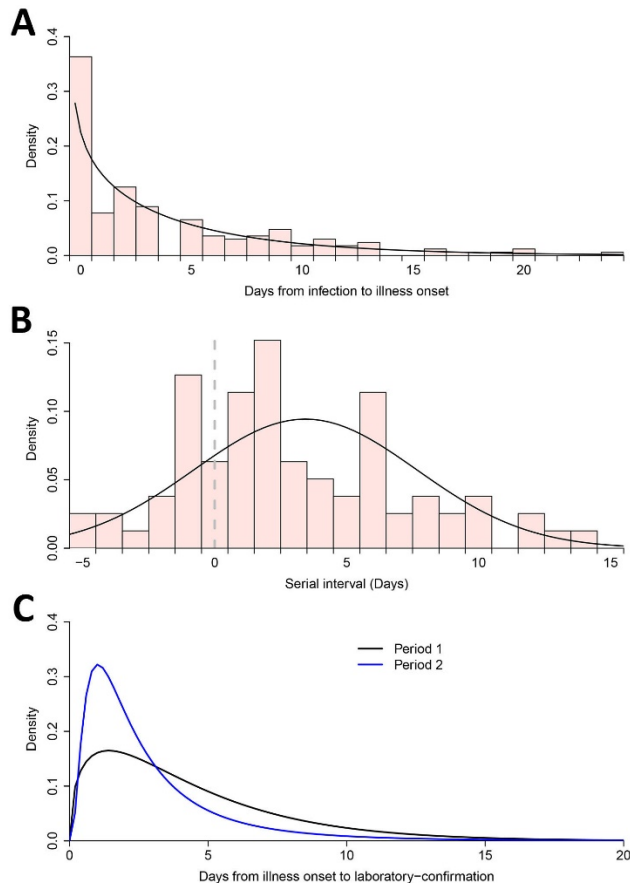 A
0.4
0.3
0.2
0.1
0.0
Density
0 5 10 15 20
Days from infection to illness onset
B
0.15
0.10
0.05
0.00
Density
−5 0 5 10 15
Serial interval (Days)
C
0.4
0.3
0.2
0.1
0.0
Density
Period 1
Period 2
0 5 10 15 20
Days from illness onset to laboratory−confirmation